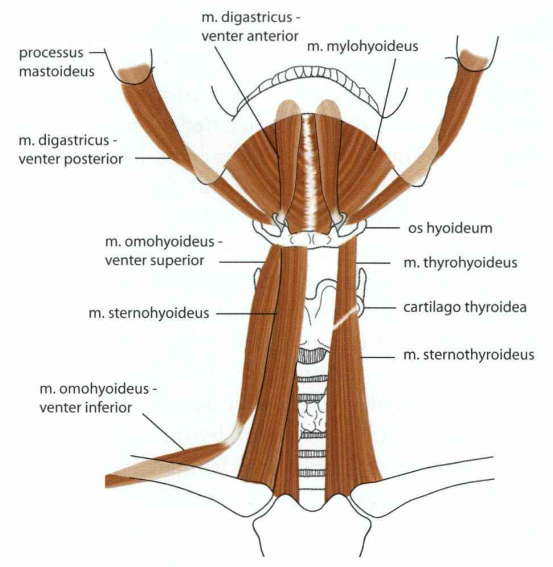 m. digastricus -
venter anterior
m. mylohyoideus
processus
mastoideus
m. digastricus -
venter posterior
os hyoideum
m. omohyoideus -
venter superior
m. thyrohyoideus
m. sternohyoideus
cartilago thyroidea
m. sternothyroideus
m. omohyoideus -
venter inferior